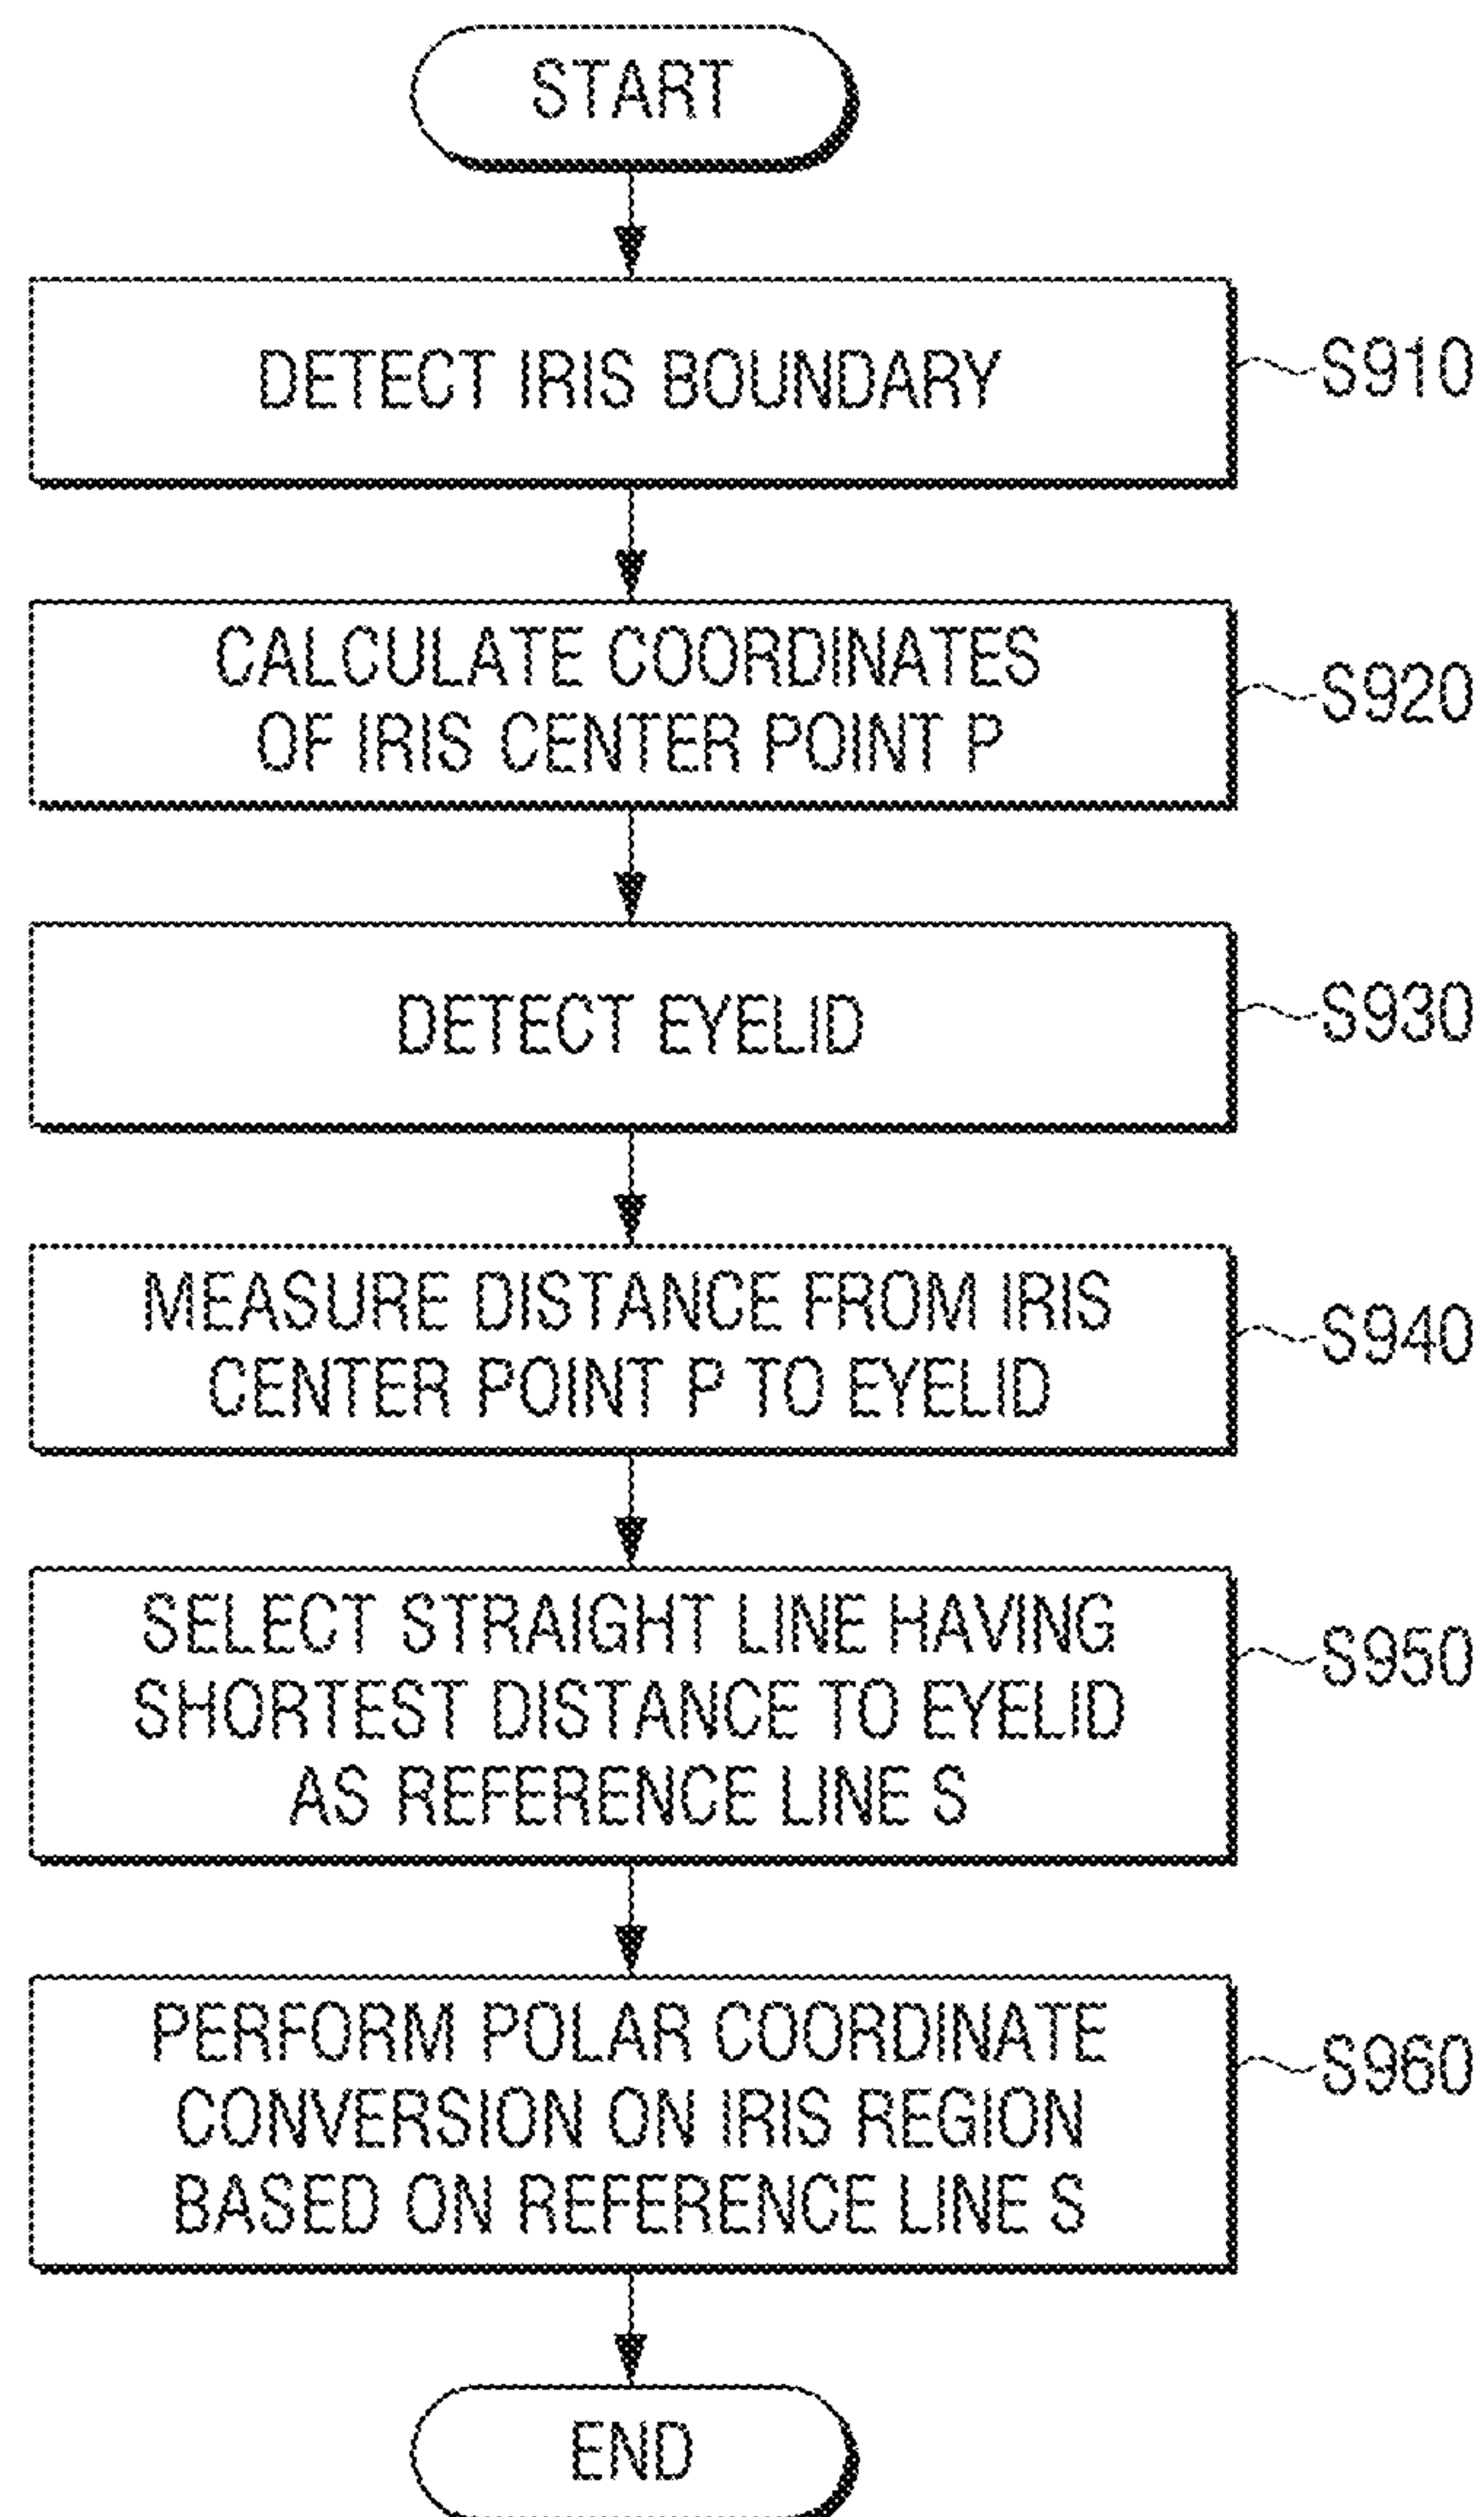 START
DETECT IRIS BOUNDARY
S910
CALCULATE COORDINATES
OF IRIS CENTER POINT P
S920
DETECT EYELID
S930
MEASURE DISTANCE FROM IRIS
CENTER POINT P TO EYELID
S940
SELECT STRAIGHT LINE HAVING
SHORTEST DISTANCE TO EYELID
AS REFERENCE LINE S
S950
PERFORM POLAR COORDINATE
CONVERSION ON IRIS REGION
BASED ON REFERENCE LINE S
S960
END